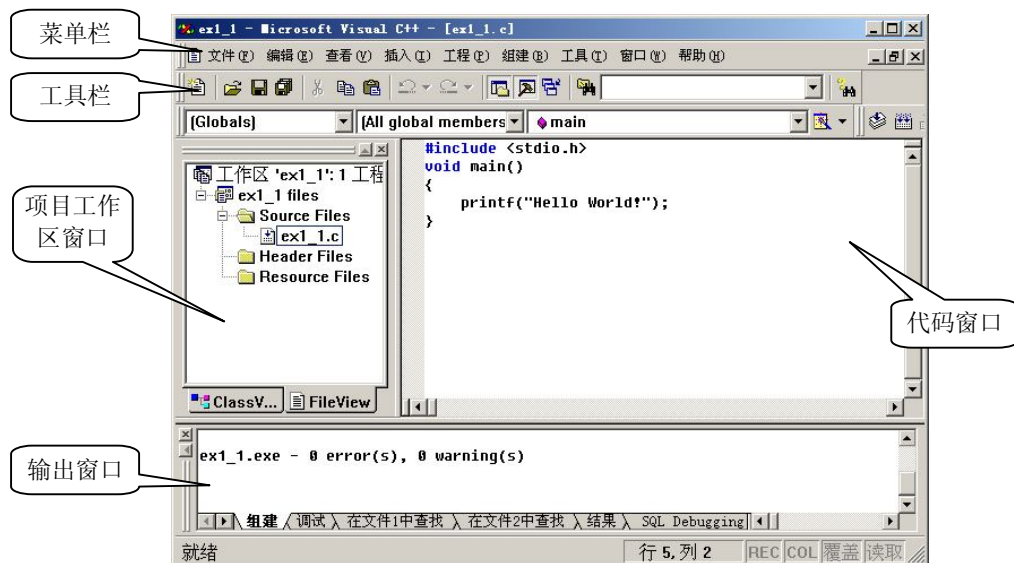 菜单栏
工具栏
项目工作
区窗口
输出窗口
代码窗口
ex1_1 - Microsoft Visual C++ - [ex1_1.c]
文件(F) 编辑(E) 查看(V) 插入(I) 工程(P) 组建(B) 工具(T) 窗口(W) 帮助(H)
(Globals) (All global members main
工作区 'ex1_1': 1 工程
ex1_1 files
Source Files
ex1_1.c
Header Files
Resource Files
ClassV... FileView
#include <stdio.h>
void main()
{
printf("Hello World!");
}
ex1_1.exe - 0 error(s), 0 warning(s)
组建 调试 在文件1中查找 在文件2中查找 结果 SQL Debugging
就绪 行 5, 列 2 REC COL 覆盖 读取